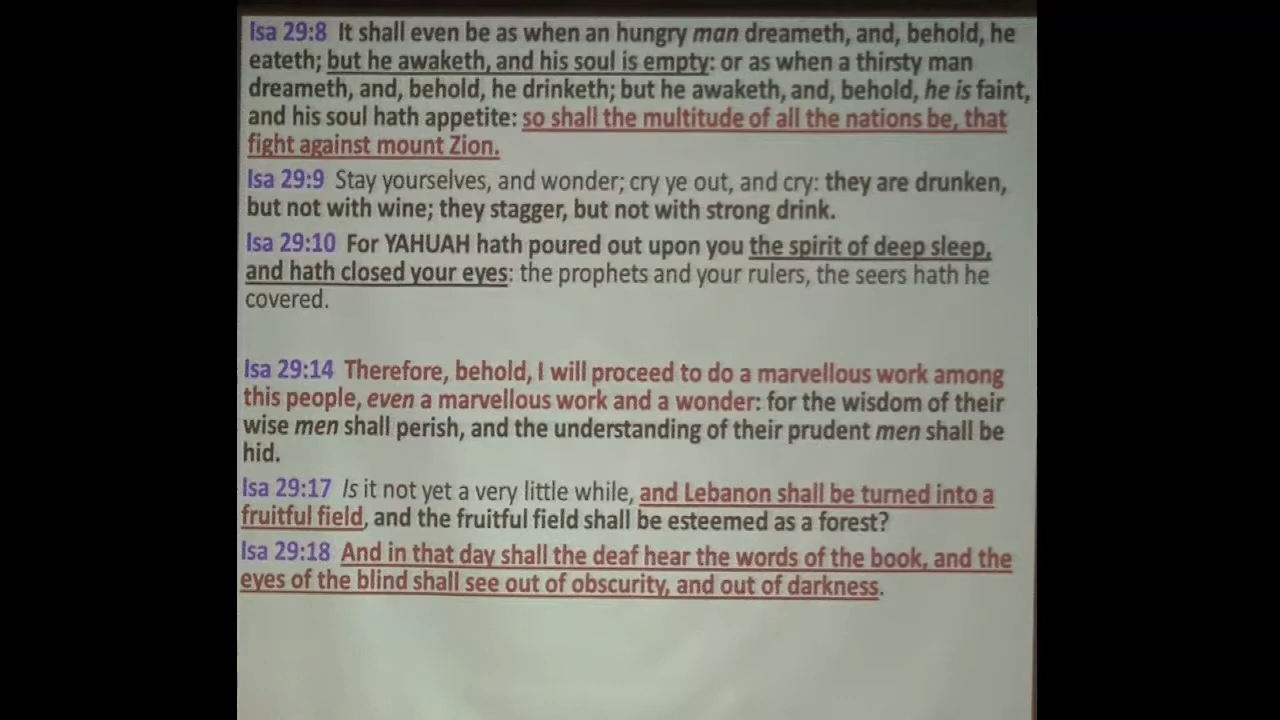 Isa 29:8 It shall even be as when an hungry man dreameth, and, behold, he
eateth; but he awaketh, and his soul is empty: or as when a thirsty man
dreameth, and, behold, he drinketh; but he awaketh, and, behold, he is faint,
and his soul hath appetite: so shall the multitude of all the nations be, that
fight against mount Zion.
Isa 29:9 Stay yourselves, and wonder; cry ye out, and cry: they are drunken,
but not with wine; they stagger, but not with strong drink.
Isa 29:10 For YAHUAH hath poured out upon you the spirit of deep sleep,
and hath closed your eyes: the prophets and your rulers, the seers hath he
covered.
Isa 29:14 Therefore, behold, I will proceed to do a marvellous work among
this people, even a marvellous work and a wonder: for the wisdom of their
wise men shall perish, and the understanding of their prudent men shall be
hid.
Isa 29:17 Is it not yet a very little while, and Lebanon shall be turned into a
fruitful field, and the fruitful field shall be esteemed as a forest?
Isa 29:18 And in that day shall the deaf hear the words of the book, and the
eyes of the blind shall see out of obscurity, and out of darkness.